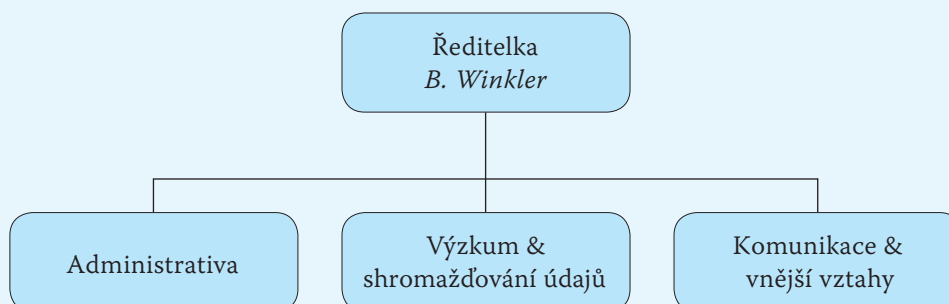 Ředitelka
B. Winkler
Administrativa
Výzkum &
shromažďování údajů
Komunikace &
vnější vztahy